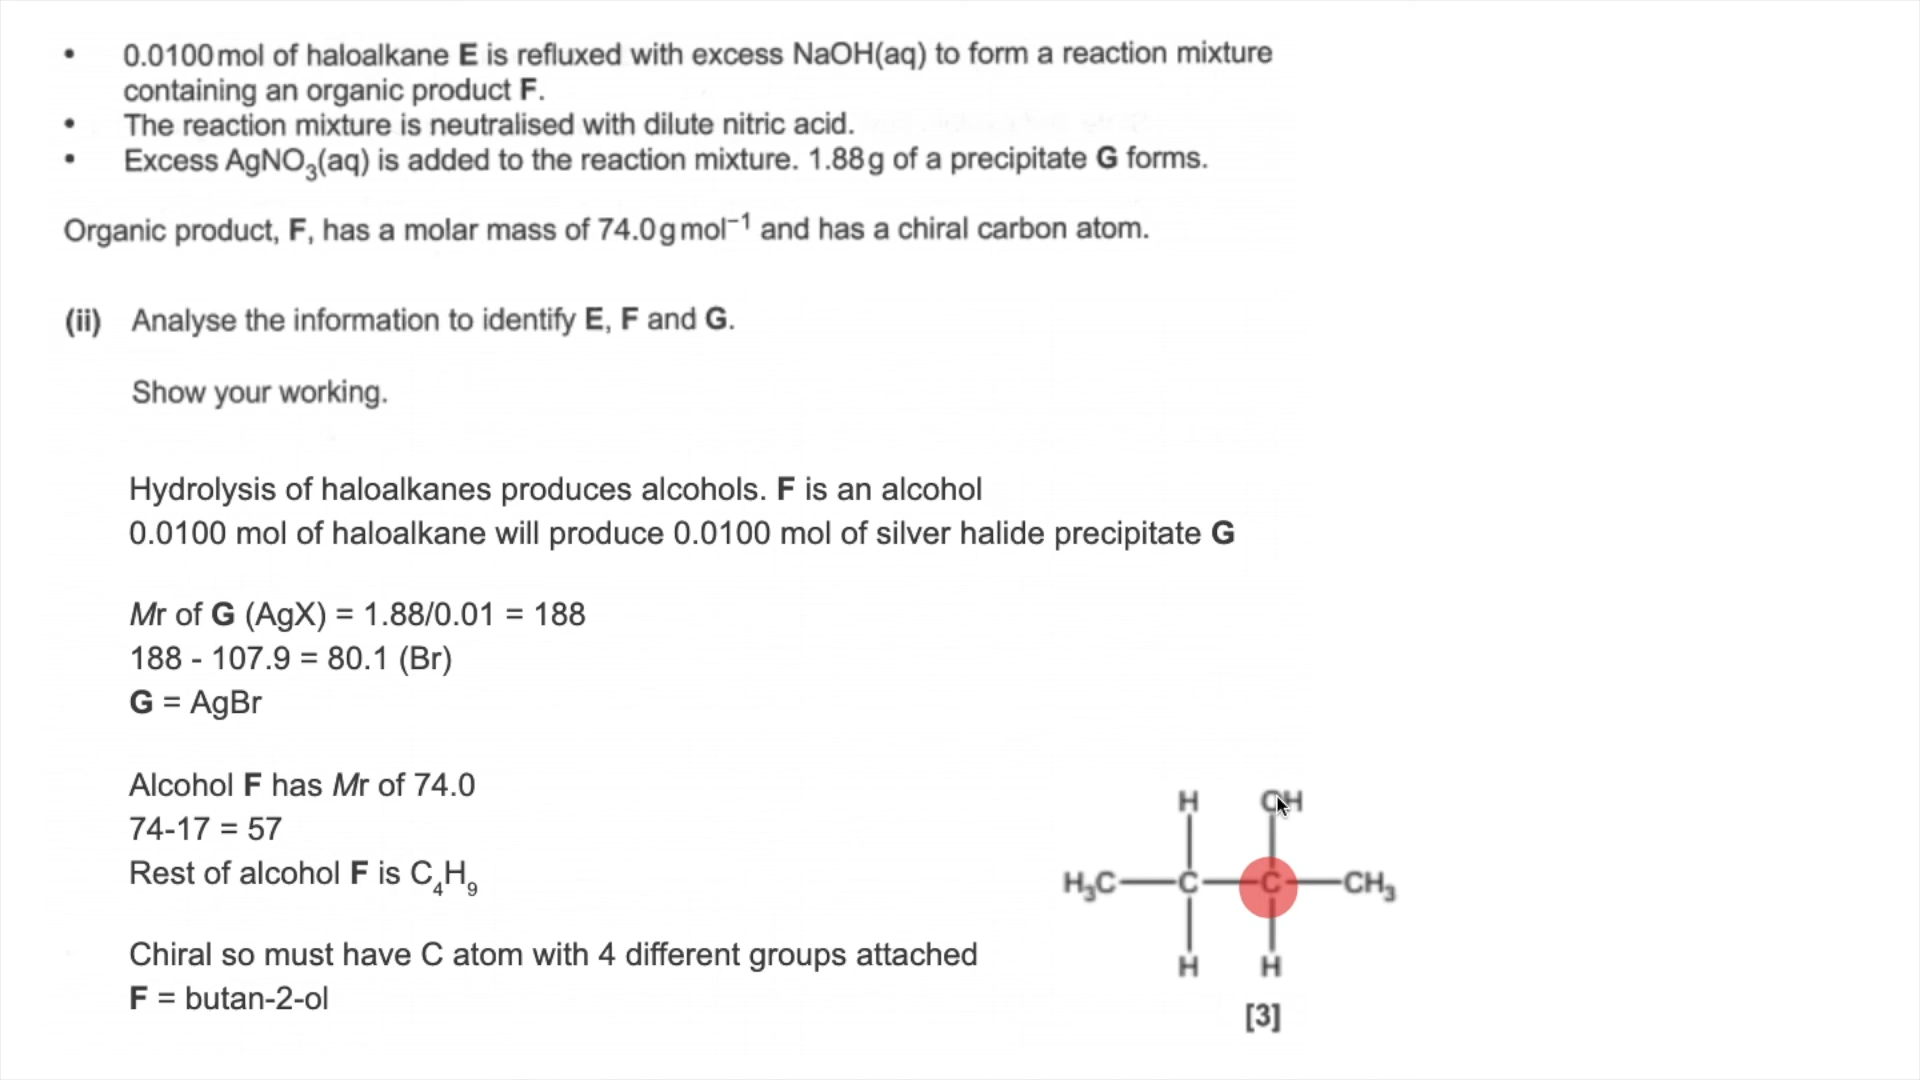 • 0.0100 mol of haloalkane E is refluxed with excess NaOH(aq) to form a reaction mixture
containing an organic product F.
• The reaction mixture is neutralised with dilute nitric acid.
• Excess AgNO₃(aq) is added to the reaction mixture. 1.88 g of a precipitate G forms.
Organic product, F, has a molar mass of 74.0 g mol⁻¹ and has a chiral carbon atom.
(ii) Analyse the information to identify E, F and G.
Show your working.
Hydrolysis of haloalkanes produces alcohols. F is an alcohol
0.0100 mol of haloalkane will produce 0.0100 mol of silver halide precipitate G
Mr of G (AgX) = 1.88/0.01 = 188
188 - 107.9 = 80.1 (Br)
G = AgBr
Alcohol F has Mr of 74.0
74-17 = 57
Rest of alcohol F is C₄H₉
Chiral so must have C atom with 4 different groups attached
F = butan-2-ol
H OH
H₃C C C CH₃
H H
[3]